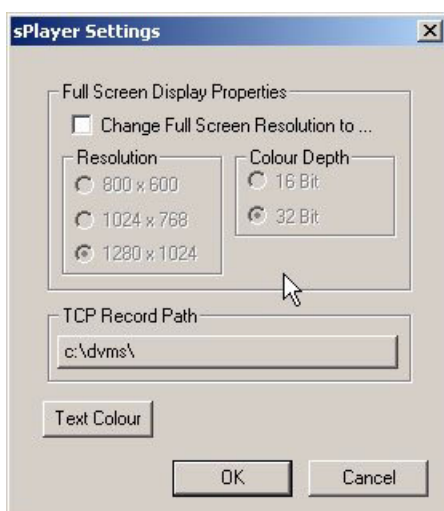 sPlayer Settings
Full Screen Display Properties
Change Full Screen Resolution to ...
Resolution
800 x 600
1024 x 768
1280 x 1024
Colour Depth
16 Bit
32 Bit
TCP Record Path
c:\dvms\
Text Colour
OK
Cancel